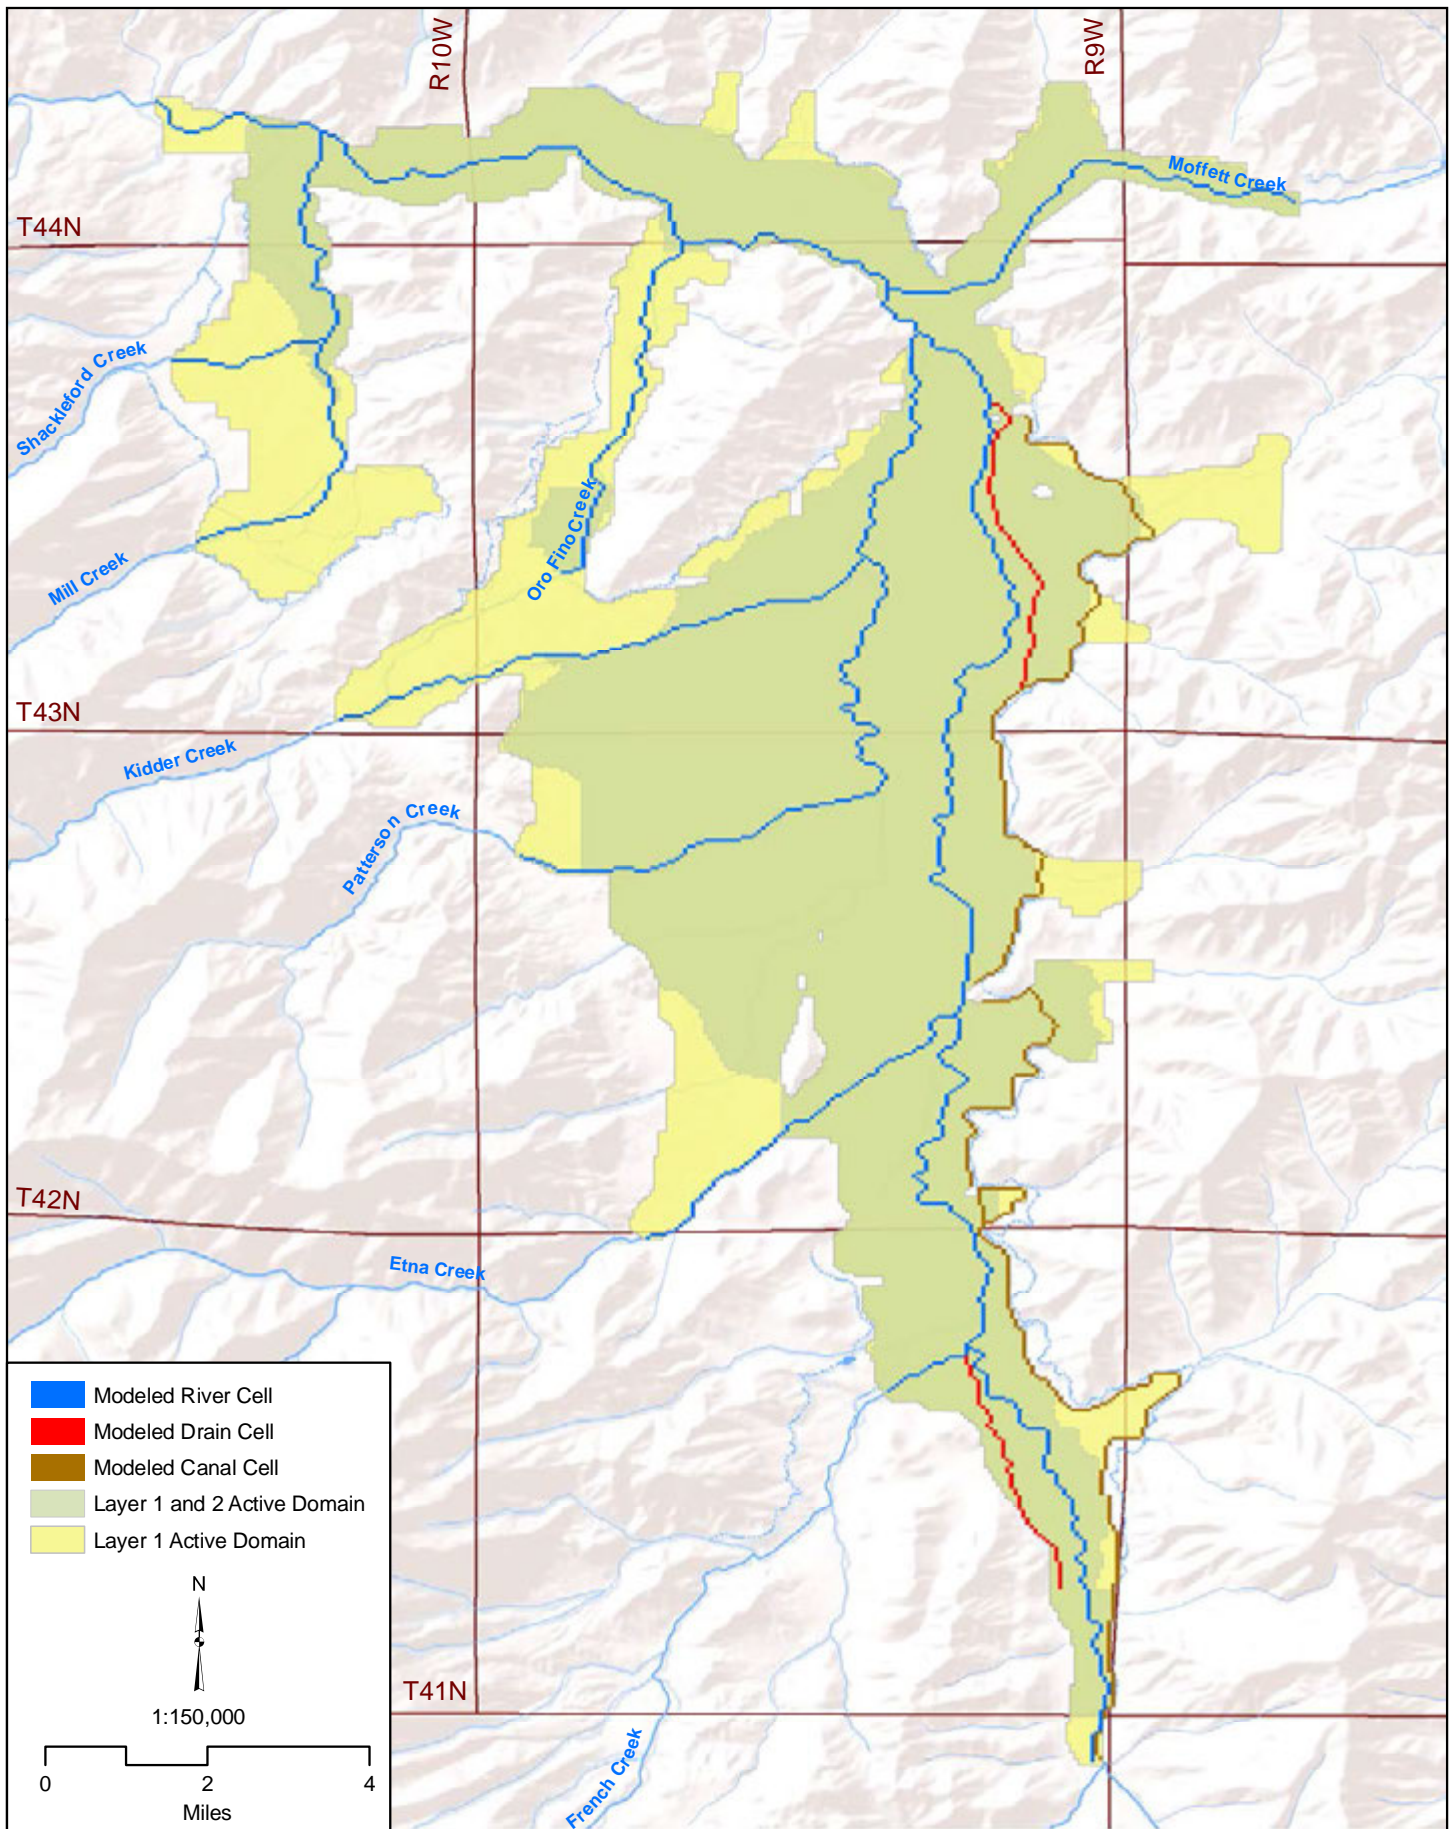 R10W
R9W
Moffett Creek
T44N
Shackleford Creek
Oro Fino Creek
Mill Creek
T43N
Kidder Creek
Patterson Creek
T42N
Etna Creek
Modeled River Cell
Modeled Drain Cell
Modeled Canal Cell
Layer 1 and 2 Active Domain
Layer 1 Active Domain
N
1:150,000
0 2 4
Miles
T41N
French Creek